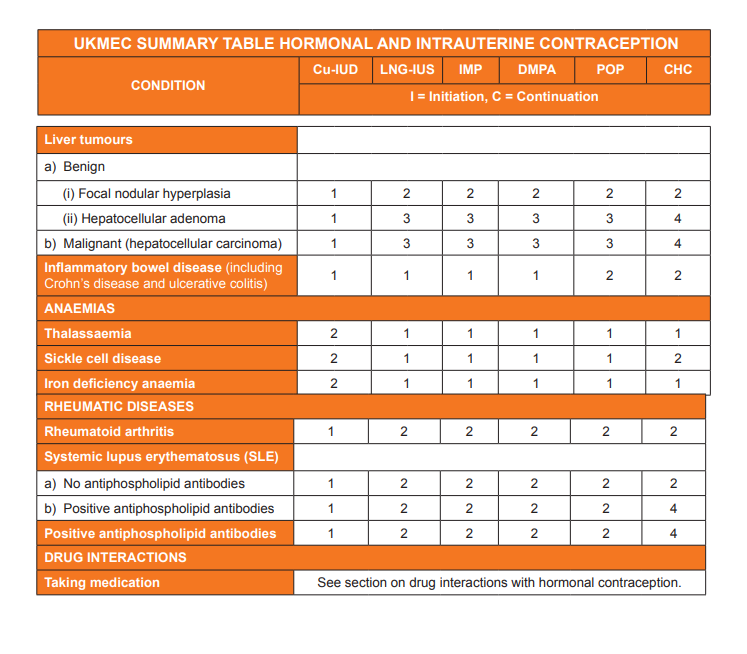 UKMEC SUMMARY TABLE HORMONAL AND INTRAUTERINE CONTRACEPTION
CONDITION
Cu-IUD LNG-IUS IMP DMPA POP CHC
I = Initiation, C = Continuation
Liver tumours
a) Benign
(i) Focal nodular hyperplasia 1 2 2 2 2 2
(ii) Hepatocellular adenoma 1 3 3 3 3 4
b) Malignant (hepatocellular carcinoma) 1 3 3 3 3 4
Inflammatory bowel disease (including
Crohn's disease and ulcerative colitis) 1 1 1 1 2 2
ANAEMIAS
Thalassaemia 2 1 1 1 1 1
Sickle cell disease 2 1 1 1 1 2
Iron deficiency anaemia 2 1 1 1 1 1
RHEUMATIC DISEASES
Rheumatoid arthritis 1 2 2 2 2 2
Systemic lupus erythematosus (SLE)
a) No antiphospholipid antibodies 1 2 2 2 2 2
b) Positive antiphospholipid antibodies 1 2 2 2 2 4
Positive antiphospholipid antibodies 1 2 2 2 2 4
DRUG INTERACTIONS
Taking medication See section on drug interactions with hormonal contraception.